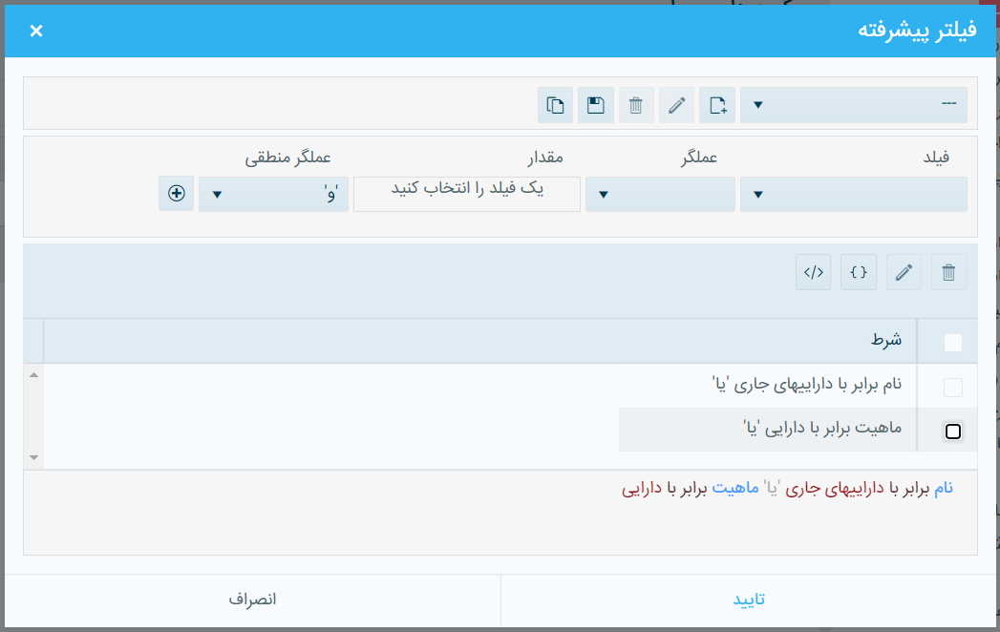 فیلتر پیشرفته
---
فیلد عملگر مقدار عملگر منطقی
یک فیلد را انتخاب کنید 'و'
</> {}
شرط
نام برابر با داراییهای جاری 'یا'
ماهیت برابر با دارایی 'یا'
نام برابر با داراییهای جاری 'یا' ماهیت برابر با دارایی
تایید انصراف